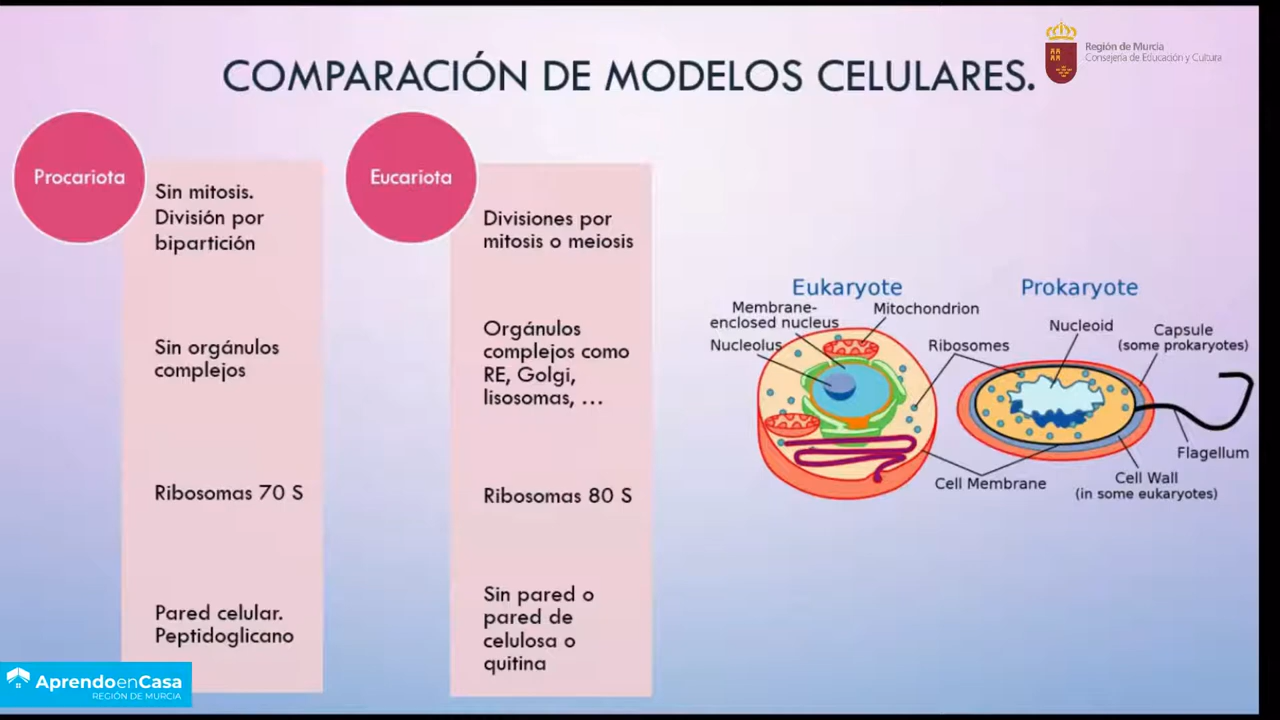 COMPARACIÓN DE MODELOS CELULARES.
Región de Murcia
Consejería de Educación y Cultura
Procariota
Sin mitosis.
División por
bipartición
Sin orgánulos
complejos
Ribosomas 70 S
Pared celular.
Peptidoglicano
Eucariota
Divisiones por
mitosis o meiosis
Orgánulos
complejos como
RE, Golgi,
lisosomas, ...
Ribosomas 80 S
Sin pared o
pared de
celulosa o
quitina
Eukaryote
Membrane-
enclosed nucleus
Mitochondrion
Nucleolus
Ribosomes
Cell Membrane
Prokaryote
Nucleoid
Capsule
(some prokaryotes)
Flagellum
Cell Wall
(in some eukaryotes)
AprendoenCasa
REGIÓN DE MURCIA